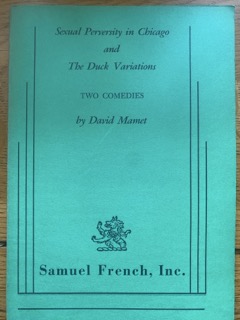 Sexual Perversity in Chicago
and
The Duck Variations
TWO COMEDIES
by David Mamet
Samuel French, Inc.